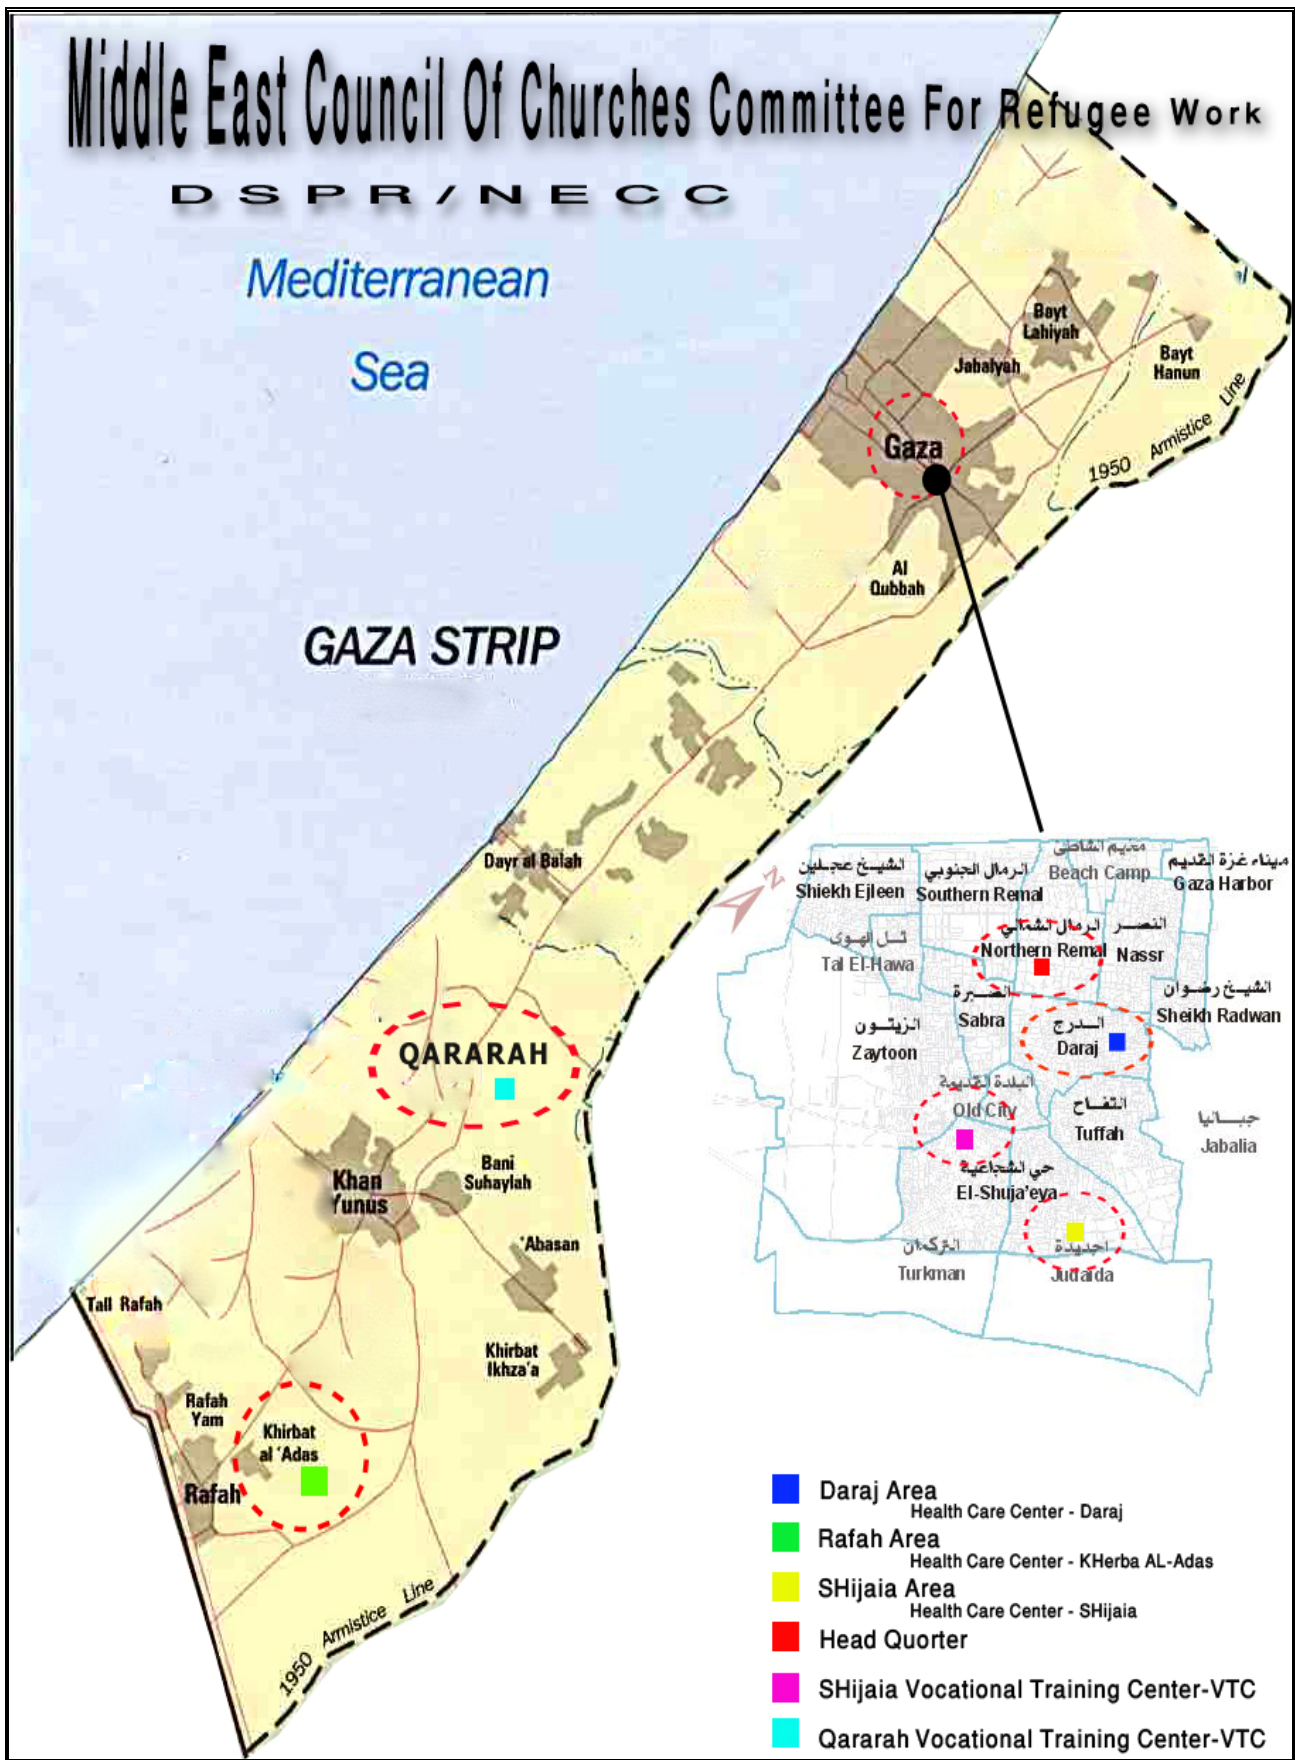 Middle East Council Of Churches Committee For Refugee Work
DSPR/NECC
Mediterranean
Sea
GAZA STRIP
Bayt
Lahiyah
Jabalyah
Bayt
Hanun
1950 Armistice Line
Gaza
Al
Qubbah
Dayr al Balah
N
QARARAH
Khan
Yunus
Bani
Suhaylah
'Abasan
Khirbat
Ikhza'a
Tall Rafah
Rafah
Yam
Khirbat
al 'Adas
Rafah
1950 Armistice Line
الشيخ عجلين
Shiekh Ejleen
الرمال الجنوبي
Southern Remal
مخيم الشاطئ
Beach Camp
ميناء غزة القديم
Gaza Harbor
تل الهوى
Tal El-Hawa
الرمال الشمالي
Northern Remal
النصر
Nassr
الشيخ رضوان
Sheikh Radwan
الصبرة
Sabra
الزيتون
Zaytoon
الدرج
Daraj
البلدة القديمة
Old City
التفاح
Tuffah
جباليا
Jabalia
حي الشجاعية
El-Shuja'eya
التركمان
Turkman
اجديدة
Judaida
Daraj Area
Health Care Center - Daraj
Rafah Area
Health Care Center - KHerba AL-Adas
SHijaia Area
Health Care Center - SHijaia
Head Quorter
SHijaia Vocational Training Center-VTC
Qararah Vocational Training Center-VTC